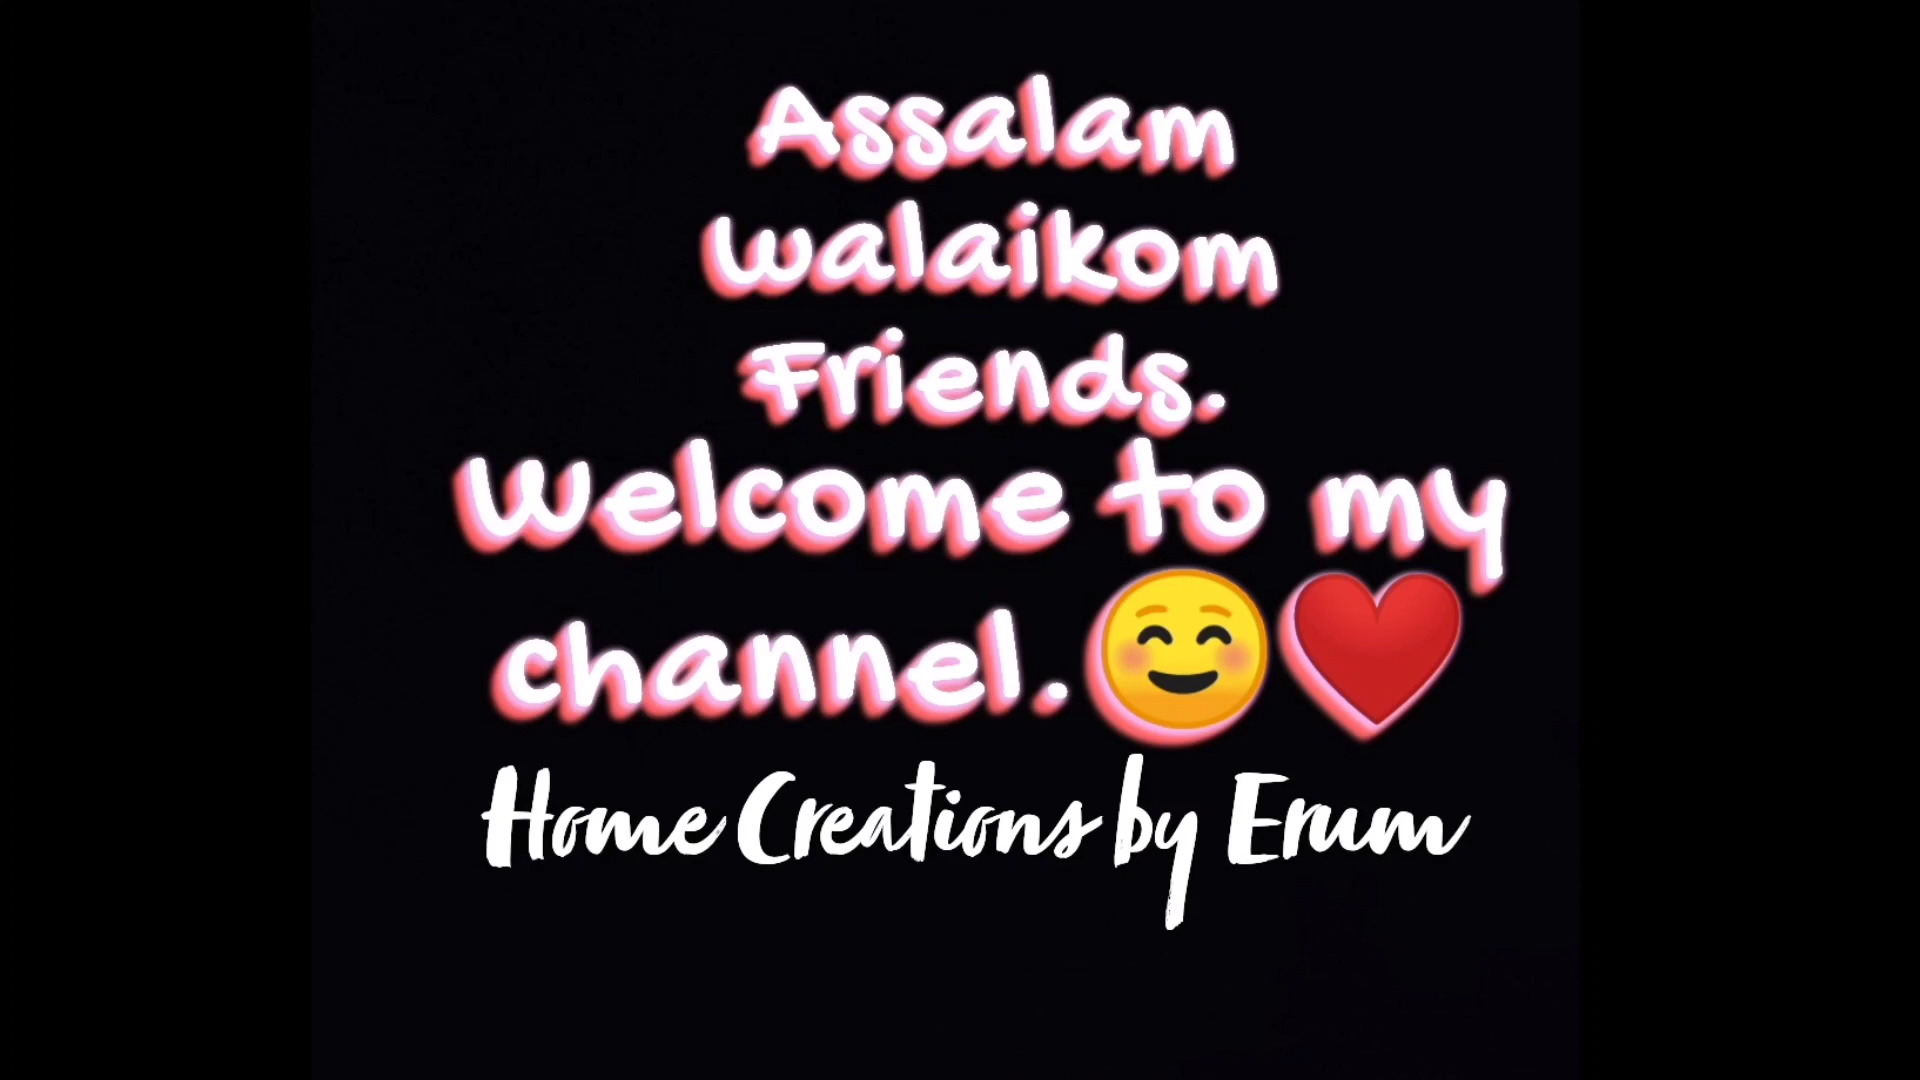 Assalam
walaikom
Friends.
Welcome to my
channel.😊❤️
Home Creations by Erum